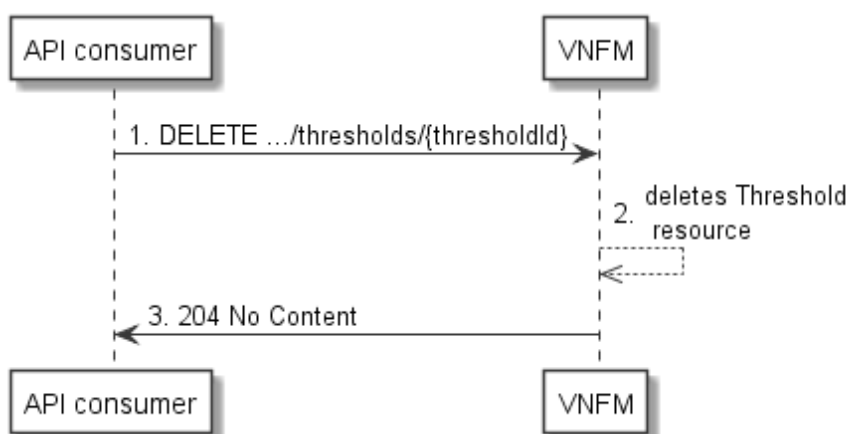 API consumer
VNFM
1. DELETE .../thresholds/{thresholdId}
2. deletes Threshold
resource
3. 204 No Content
API consumer
VNFM